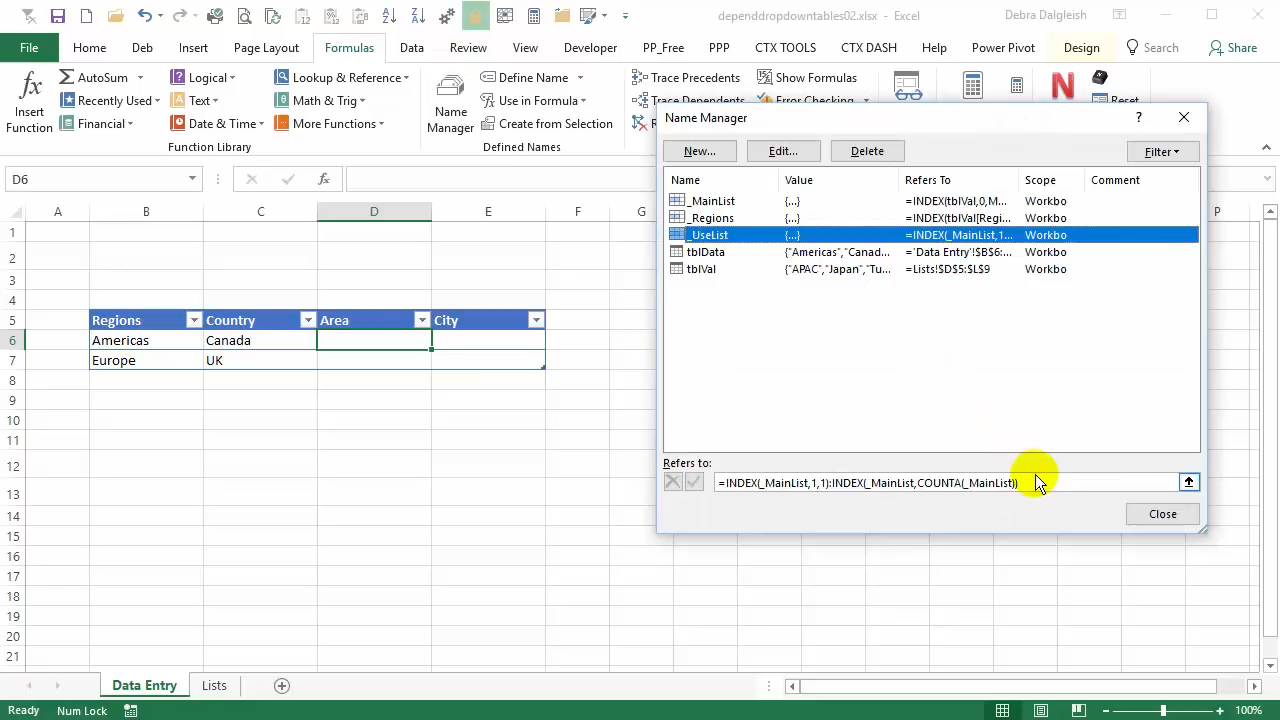 dependdropdowntables02.xlsx - Excel
Debra Dalgleish
File Home Deb Insert Page Layout Formulas Data Review View Developer PP_Free PPP CTX TOOLS CTX DASH Help Power Pivot Design Search Share
fx Insert Function
AutoSum
Recently Used
Financial
Logical
Text
Date & Time
Lookup & Reference
Math & Trig
More Functions
Function Library
Name Manager
Define Name
Use in Formula
Create from Selection
Defined Names
Trace Precedents
Trace Dependents
Show Formulas
Error Checking
Reset
D6
fx
Name Manager ?
New... Edit... Delete Filter
Name Value Refers To Scope Comment
_MainList {...} =INDEX(tblVal,0,M... Workbo
_Regions {...} =INDEX(tblVal[Regi... Workbo
_UseList {...} =INDEX(_MainList,1... Workbo
tblData {"Americas","Canad... ='Data Entry'!$B$6:... Workbo
tblVal {"APAC","Japan","Tu... =Lists!$D$5:$L$9 Workbo
Refers to:
=INDEX(_MainList,1,1):INDEX(_MainList,COUNTA(_MainList))
Close
A B C D E F G P
1
2
3
4
5 Regions Country Area City
6 Americas Canada
7 Europe UK
8
9
10
11
12
13
14
15
16
17
18
19
20
21
Data Entry Lists
Ready Num Lock 100%